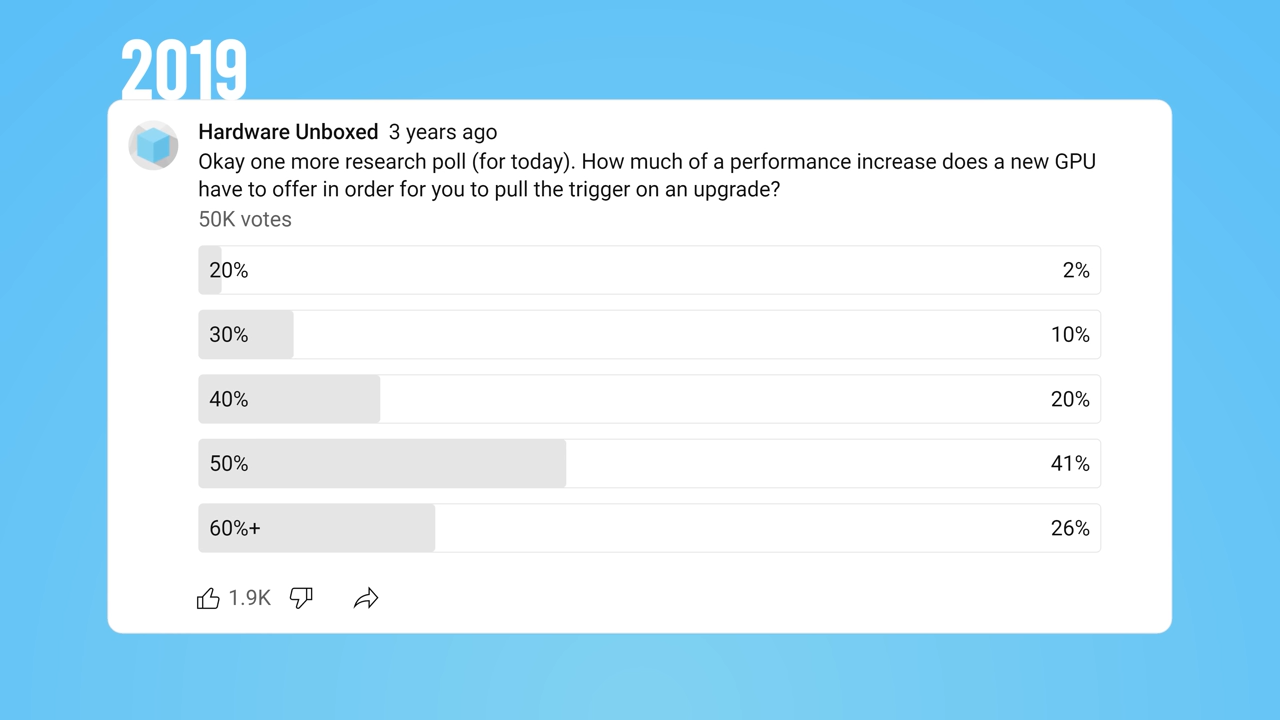 2019
Hardware Unboxed 3 years ago
Okay one more research poll (for today). How much of a performance increase does a new GPU
have to offer in order for you to pull the trigger on an upgrade?
50K votes
20% 2%
30% 10%
40% 20%
50% 41%
60%+ 26%
1.9K